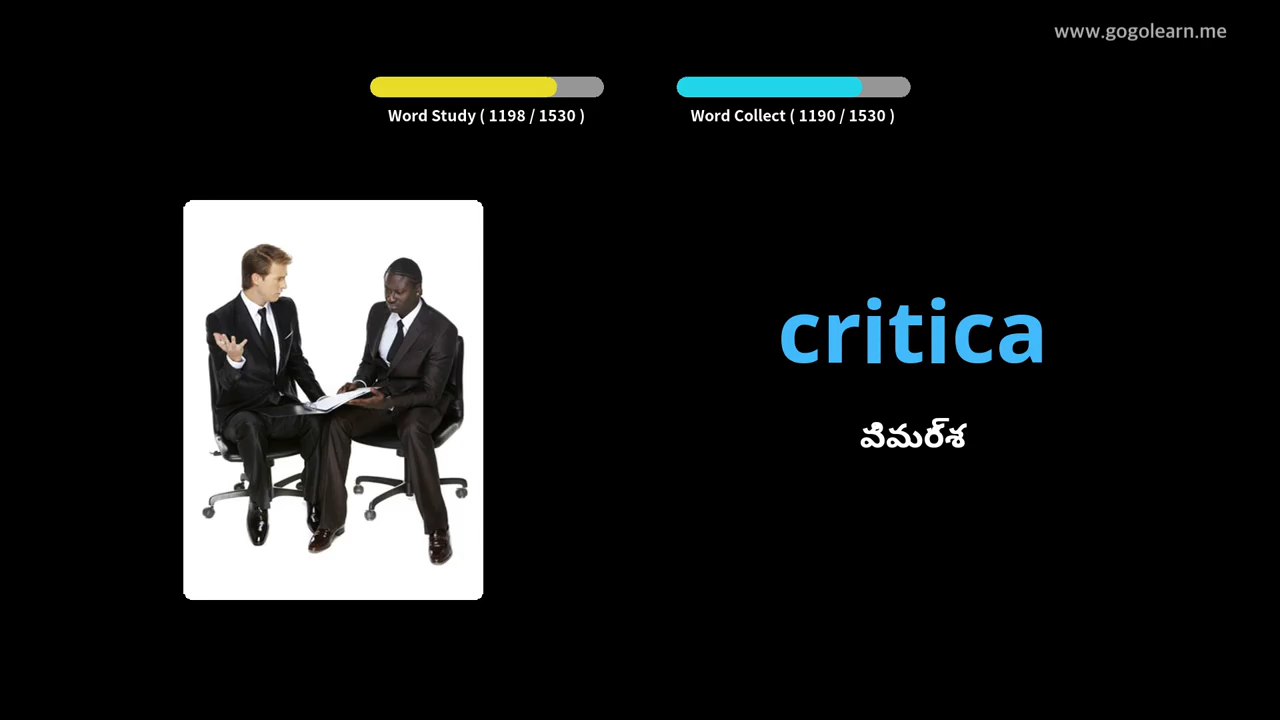 www.gogolearn.me
Word Study ( 1198 / 1530 )
Word Collect ( 1190 / 1530 )
critica
విమర్శ